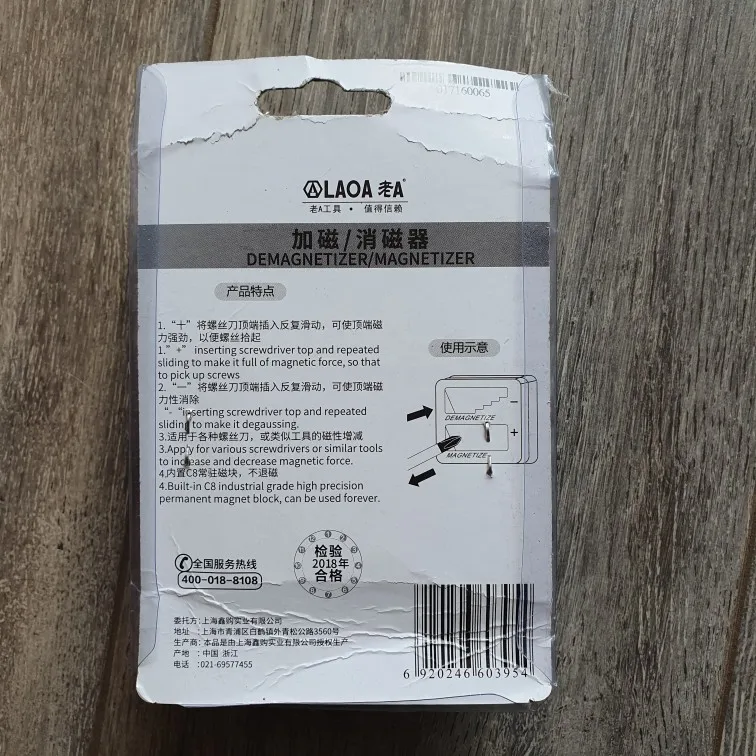 017160065
LAOA 老A
老A工具 • 值得信赖
加磁/消磁器
DEMAGNETIZER/MAGNETIZER
产品特点
1.“十”将螺丝刀顶端插入反复滑动，可使顶端磁
力强劲，以便螺丝拾起
1.”+” inserting screwdriver top and repeated
sliding to make it full of magnetic force, so that
to pick up screws
2.“一”将螺丝刀顶端插入反复滑动，可使顶端磁
力性消除
“-“inserting screwdriver top and repeated
sliding to make it degaussing.
3.适用于各种螺丝刀，或类似工具的磁性增减
3.Apply for various screwdrivers or similar tools
to increase and decrease magnetic force.
4.内置C8常驻磁块，不退磁
4.Built-in C8 industrial grade high precision
permanent magnet block, can be used forever.
使用示意
−
DEMAGNETIZE
+
MAGNETIZE
全国服务热线
400-018-8108
检验
2018年
合格
委托方：上海鑫购实业有限公司
地址：上海市青浦区白鹤镇外青松公路3560号
生产商：本品是由上海鑫购实业有限公司授权生产
产地：中国 浙江
电话：021-69577455
6 920246 603954